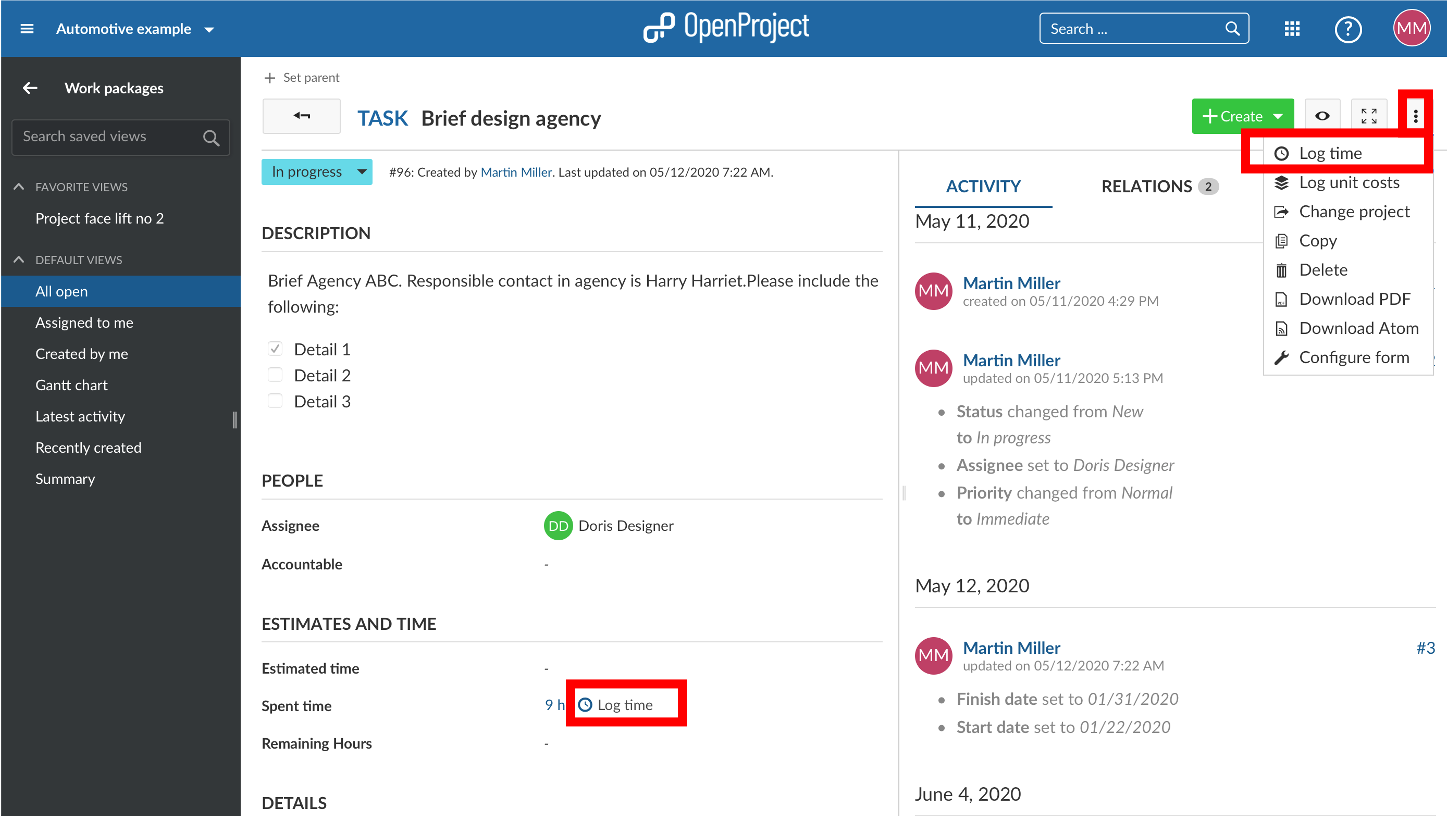 Automotive example
OpenProject
Search ...
?
MM
Work packages
Search saved views
FAVORITE VIEWS
Project face lift no 2
DEFAULT VIEWS
All open
Assigned to me
Created by me
Gantt chart
Latest activity
Recently created
Summary
+ Set parent
TASK Brief design agency
+ Create
In progress
#96: Created by Martin Miller. Last updated on 05/12/2020 7:22 AM.
DESCRIPTION
Brief Agency ABC. Responsible contact in agency is Harry Harriet.Please include the
following:
Detail 1
Detail 2
Detail 3
PEOPLE
Assignee
DD Doris Designer
Accountable
-
ESTIMATES AND TIME
Estimated time
-
Spent time
9 h
Log time
Remaining Hours
-
DETAILS
Log time
Log unit costs
Change project
Copy
Delete
Download PDF
Download Atom
Configure form
ACTIVITY
RELATIONS 2
May 11, 2020
MM
Martin Miller
created on 05/11/2020 4:29 PM
MM
Martin Miller
updated on 05/11/2020 5:13 PM
Status changed from New
to In progress
Assignee set to Doris Designer
Priority changed from Normal
to Immediate
May 12, 2020
MM
Martin Miller
#3
updated on 05/12/2020 7:22 AM
Finish date set to 01/31/2020
Start date set to 01/22/2020
June 4, 2020